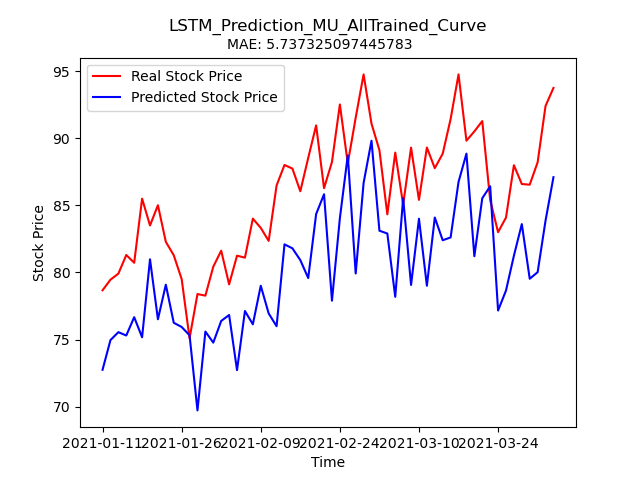 LSTM_Prediction_MU_AllTrained_Curve
MAE: 5.737325097445783
Real Stock Price
Predicted Stock Price
95
90
85
80
75
70
Stock Price
2021-01-11 2021-01-26 2021-02-09 2021-02-24 2021-03-10 2021-03-24
Time